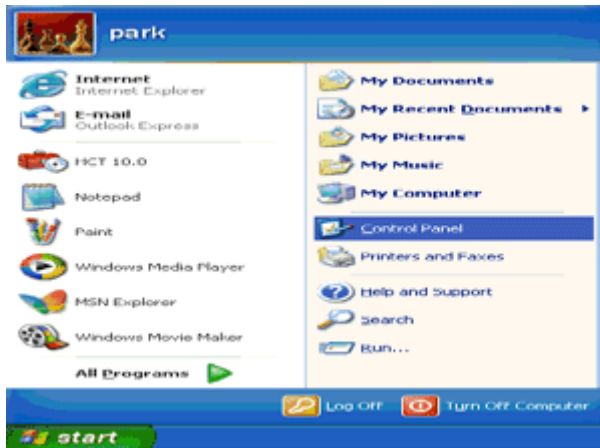 park
Internet
Internet Explorer
E-mail
Outlook Express
HCT 10.0
Notepad
Paint
Windows Media Player
MSN Explorer
Windows Movie Maker
All Programs
My Documents
My Recent Documents
My Pictures
My Music
My Computer
Control Panel
Printers and Faxes
Help and Support
Search
Run...
Log Off
Turn Off Computer
start